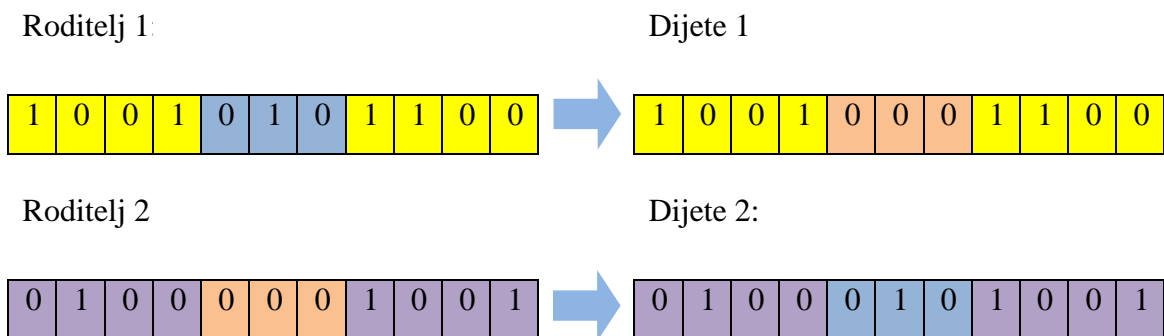 Roditelj 1: Dijete 1
1 0 0 1 0 1 0 1 1 0 0 1 0 0 1 0 0 0 1 1 0 0
Roditelj 2 Dijete 2:
0 1 0 0 0 0 0 1 0 0 1 0 1 0 0 0 1 0 1 0 0 1